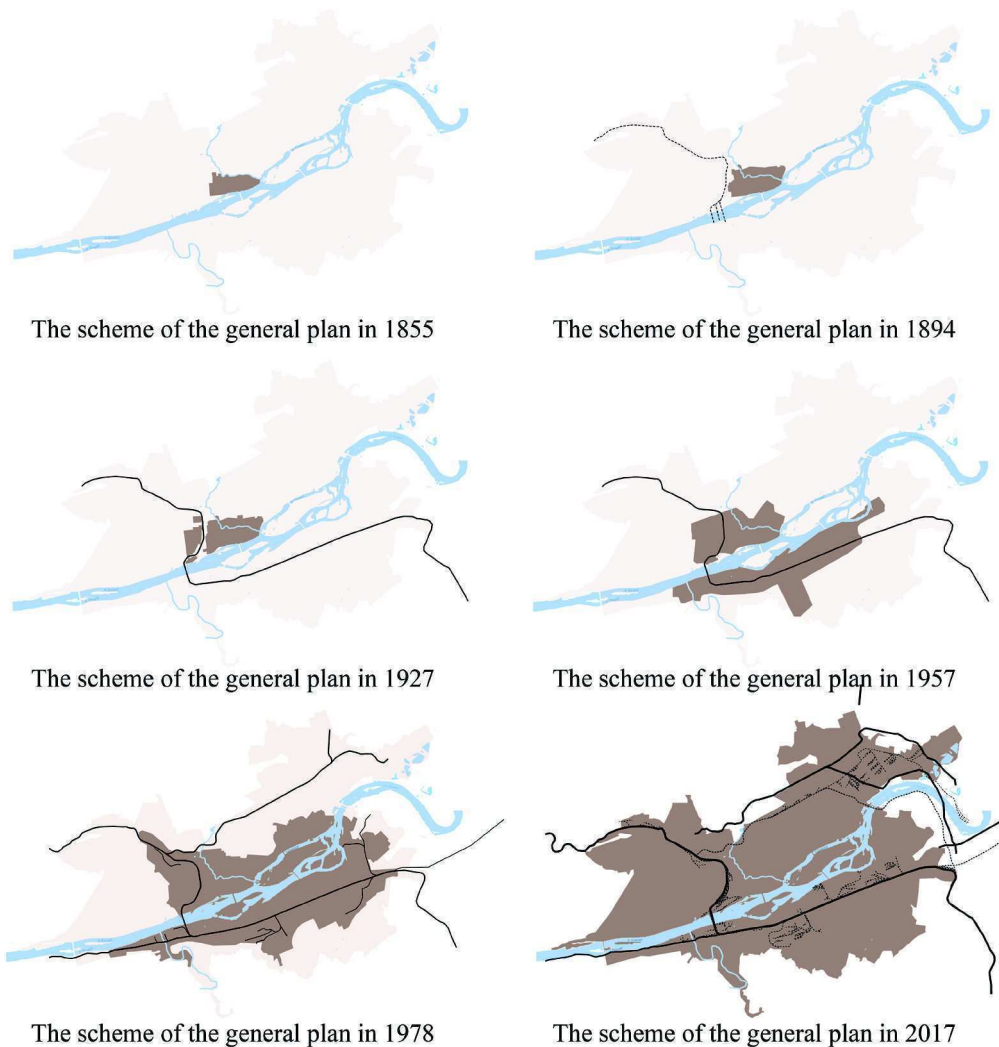 The scheme of the general plan in 1855
The scheme of the general plan in 1894
The scheme of the general plan in 1927
The scheme of the general plan in 1957
The scheme of the general plan in 1978
The scheme of the general plan in 2017